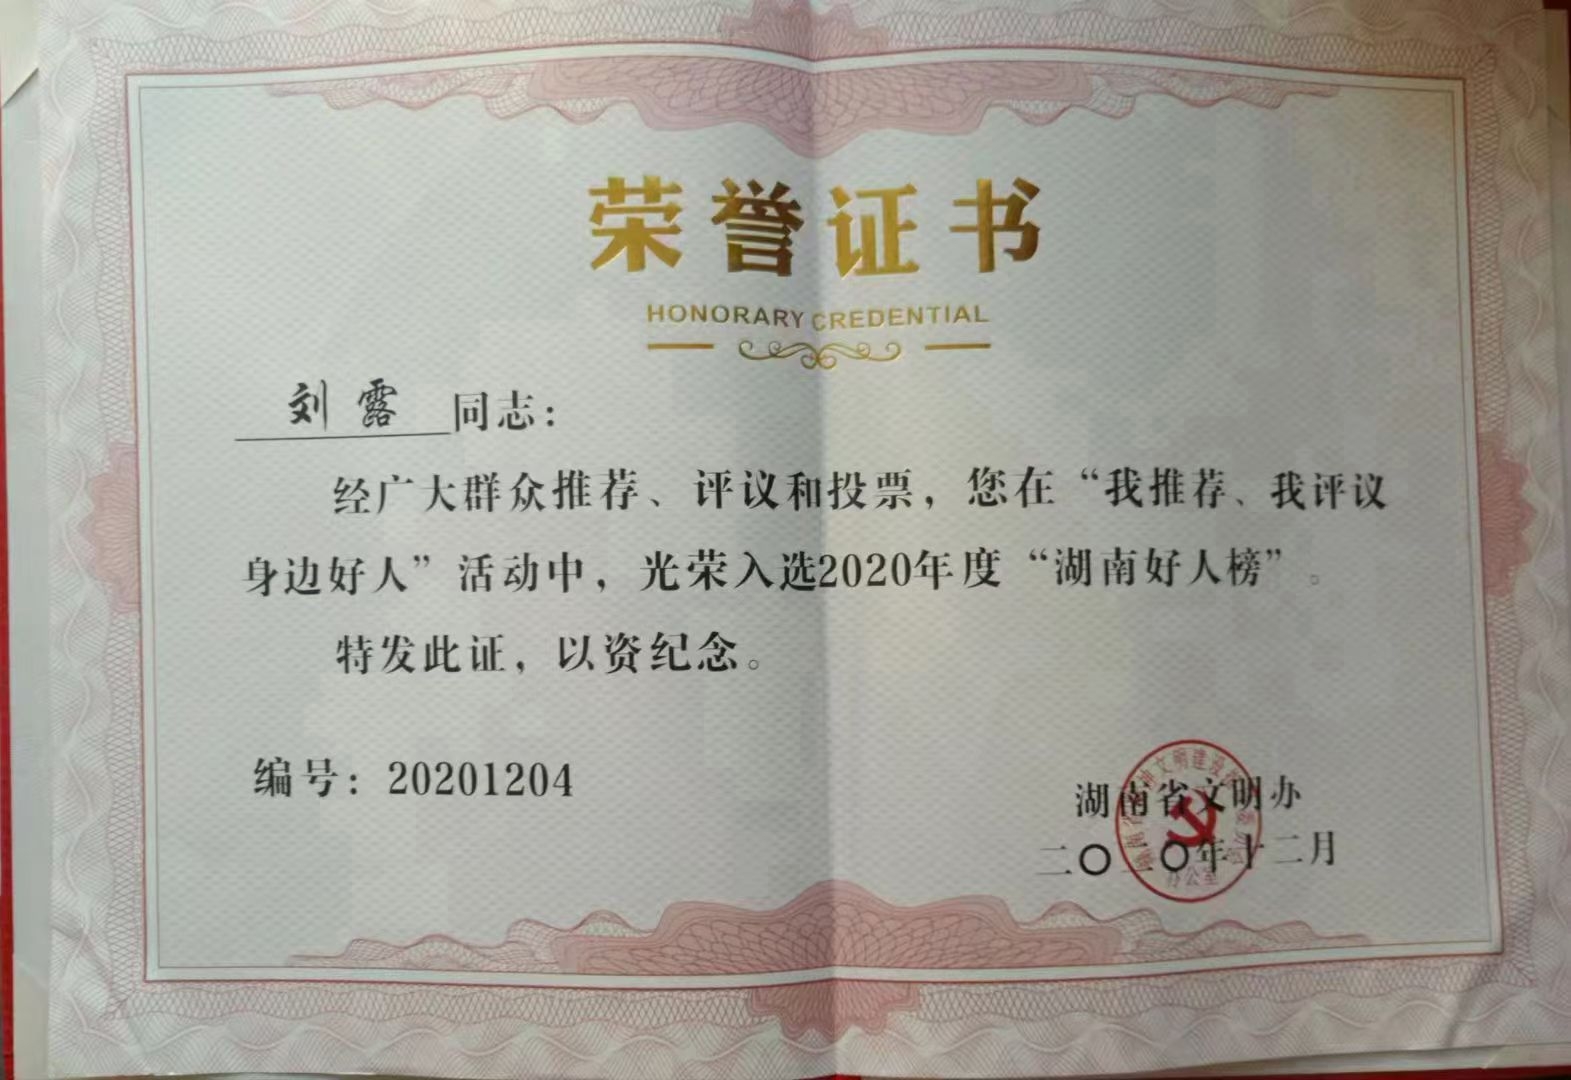 荣誉证书
HONORARY CREDENTIAL
刘露同志：
经广大群众推荐、评议和投票，您在“我推荐、我评议
身边好人”活动中，光荣入选2020年度“湖南好人榜”。
特发此证，以资纪念。
编号：20201204
湖南省文明办
二〇二〇年十二月
办公室